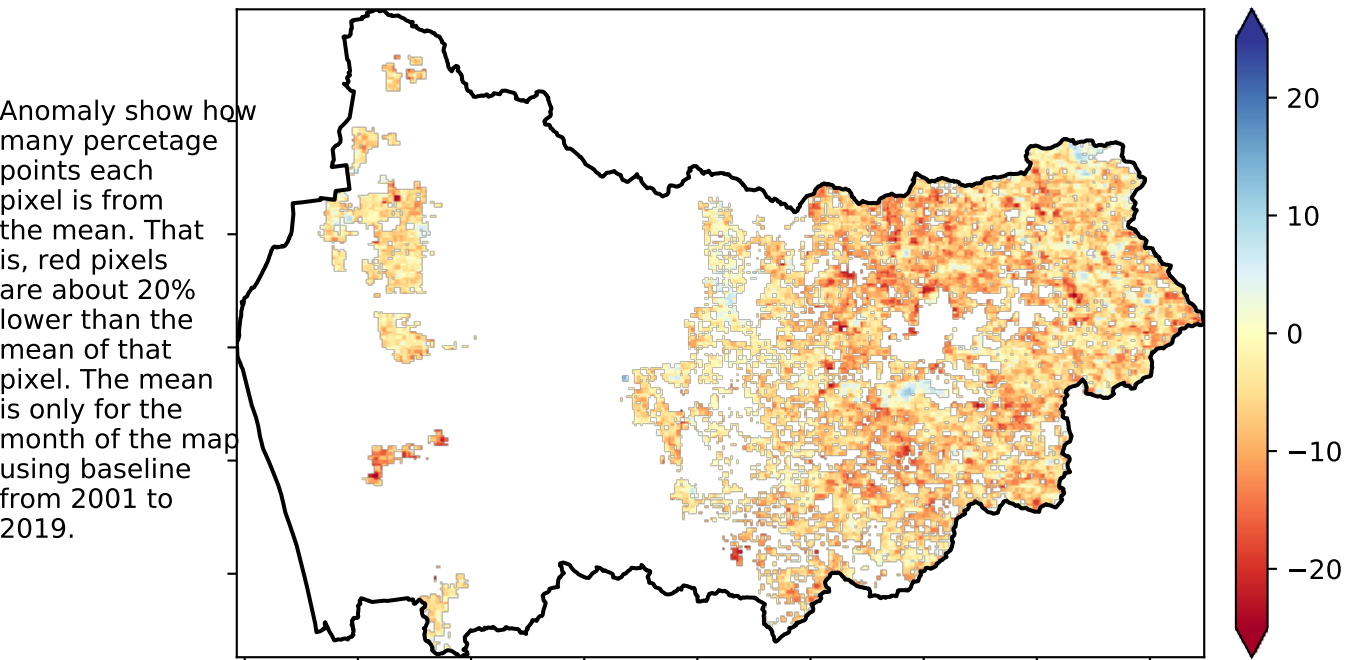 Anomaly show how
many percetage
points each
pixel is from
the mean. That
is, red pixels
are about 20%
lower than the
mean of that
pixel. The mean
is only for the
month of the map
using baseline
from 2001 to
2019.
20
10
0
−10
−20